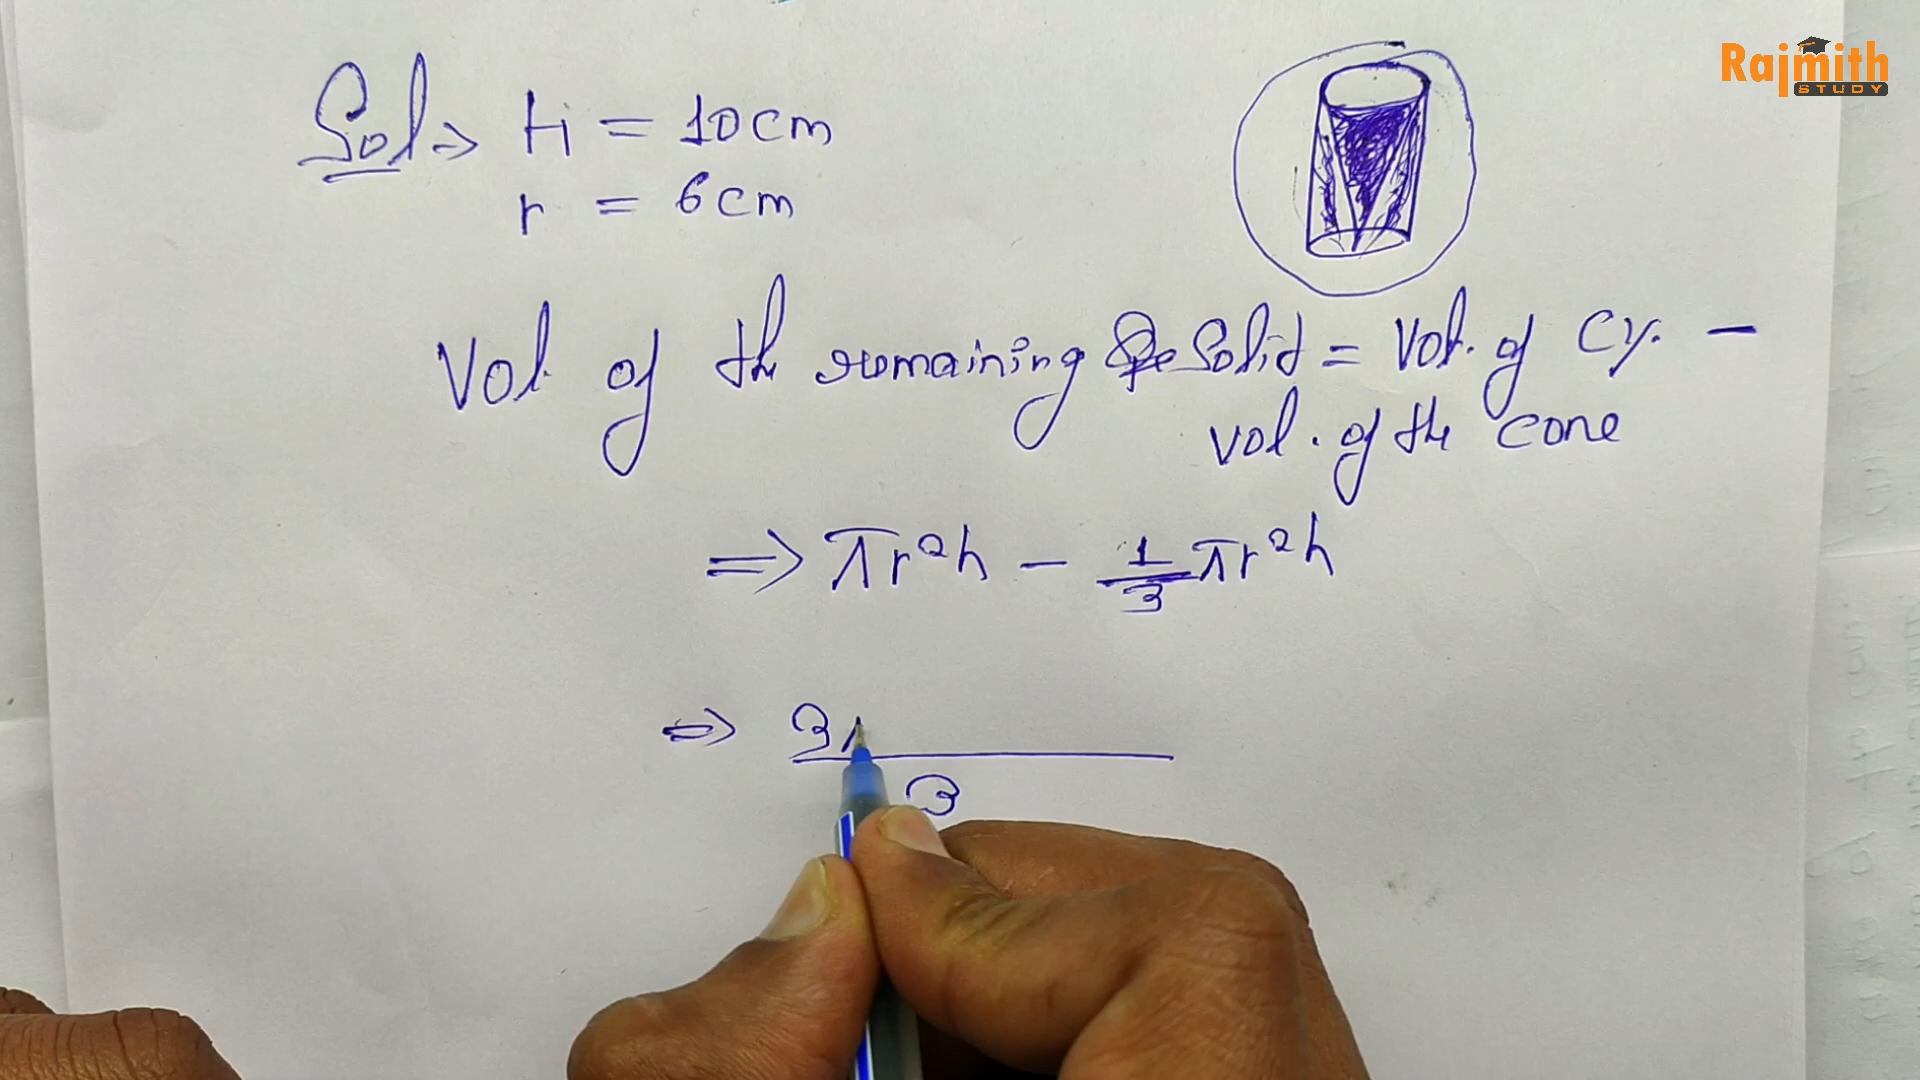 Rajmith
STUDY
Sol ⇒ H = 10cm
r = 6cm
Vol. of the remaining Solid = Vol. of Cy. −
vol. of the cone
⇒ πr²h − 1/3 πr²h
⇒ 3
3